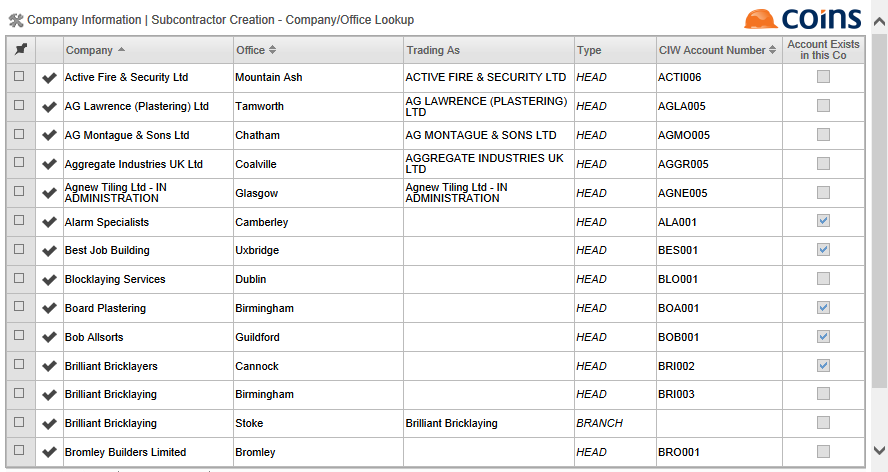 Company Information | Subcontractor Creation - Company/Office Lookup
coins
Company Office Trading As Type CIW Account Number Account Exists in this Co
Active Fire & Security Ltd Mountain Ash ACTIVE FIRE & SECURITY LTD HEAD ACTI006
AG Lawrence (Plastering) Ltd Tamworth AG LAWRENCE (PLASTERING) LTD HEAD AGLA005
AG Montague & Sons Ltd Chatham AG MONTAGUE & SONS LTD HEAD AGMO005
Aggregate Industries UK Ltd Coalville AGGREGATE INDUSTRIES UK LTD HEAD AGGR005
Agnew Tiling Ltd - IN ADMINISTRATION Glasgow Agnew Tiling Ltd - IN ADMINISTRATION HEAD AGNE005
Alarm Specialists Camberley HEAD ALA001
Best Job Building Uxbridge HEAD BES001
Blocklaying Services Dublin HEAD BLO001
Board Plastering Birmingham HEAD BOA001
Bob Allsorts Guildford HEAD BOB001
Brilliant Bricklayers Cannock HEAD BRI002
Brilliant Bricklaying Birmingham HEAD BRI003
Brilliant Bricklaying Stoke Brilliant Bricklaying BRANCH
Bromley Builders Limited Bromley HEAD BRO001